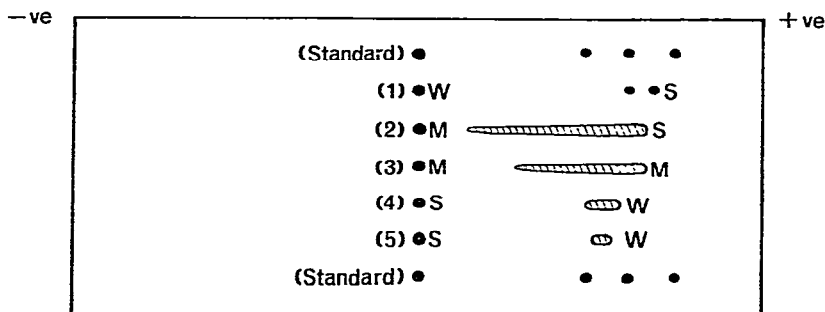 —ve +ve
(Standard)
(1) W S
(2) M S
(3) M M
(4) S W
(5) S W
(Standard)